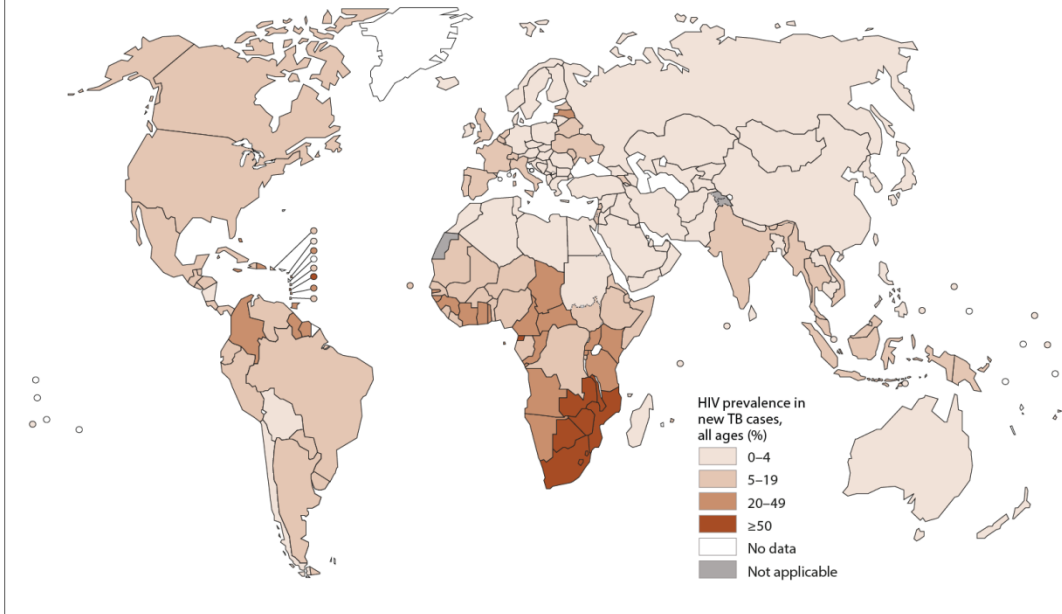 HIV prevalence in
new TB cases,
all ages (%)
0–4
5–19
20–49
≥50
No data
Not applicable